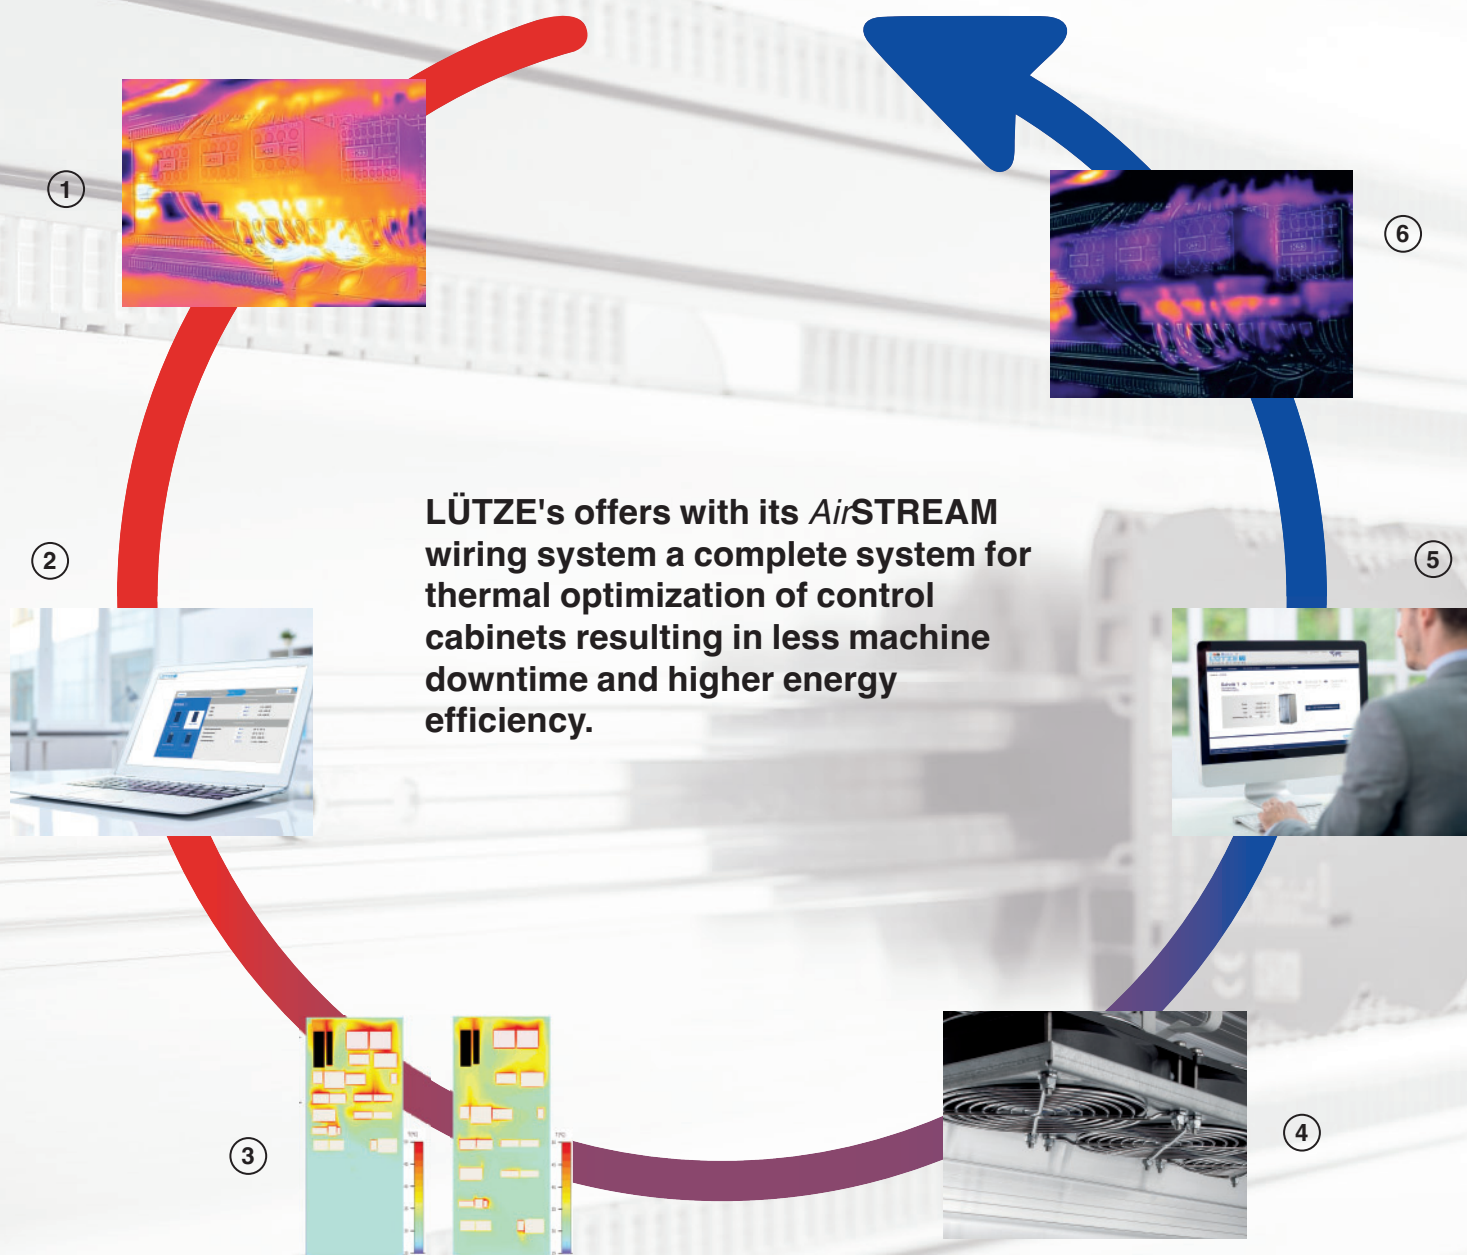 1
6
LÜTZE's offers with its AirSTREAM
wiring system a complete system for
thermal optimization of control
cabinets resulting in less machine
downtime and higher energy
efficiency.
2
5
3
4